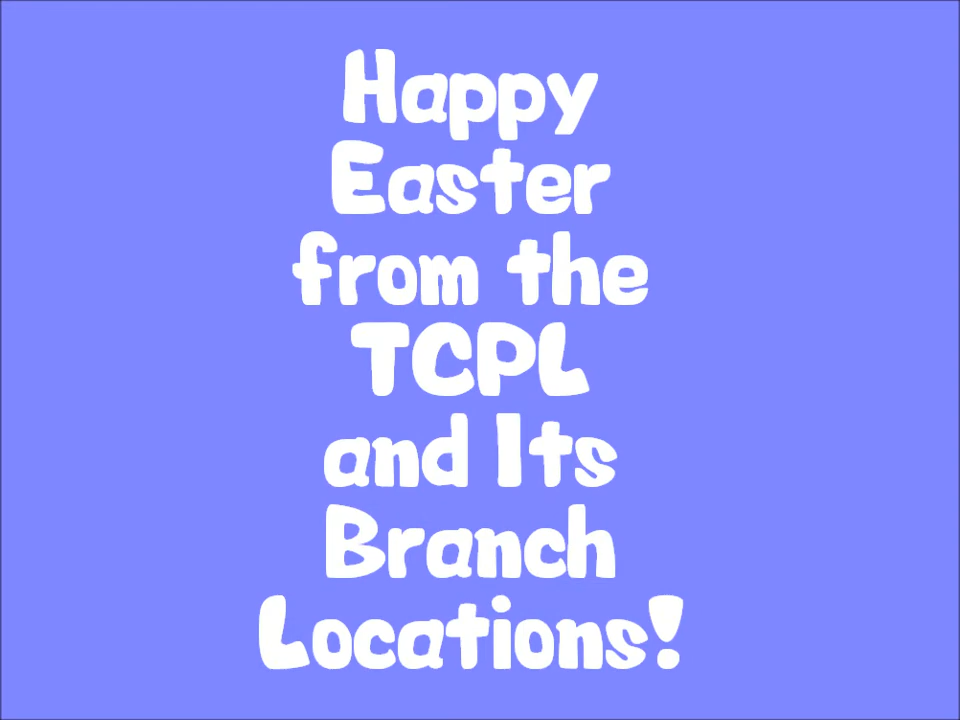 Happy
Easter
from the
TCPL
and Its
Branch
Locations!